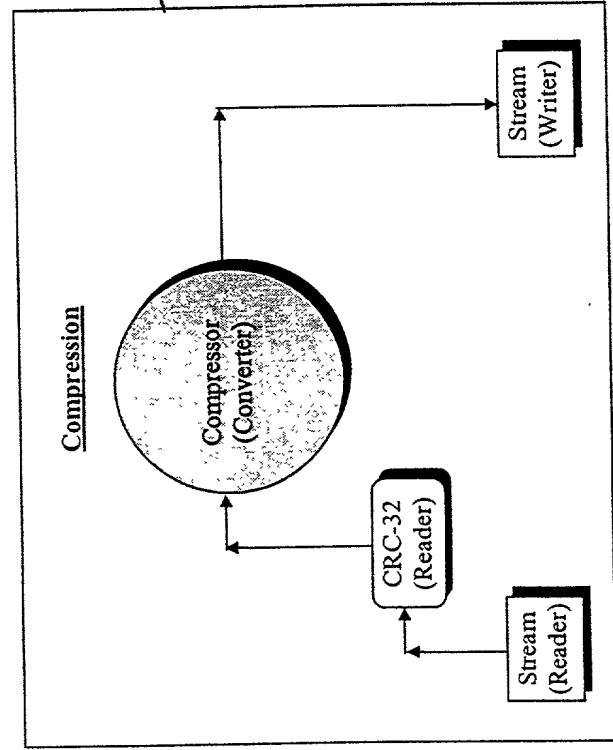 Compression
Compressor
(Converter)
CRC-32
(Reader)
Stream
(Reader)
Stream
(Writer)